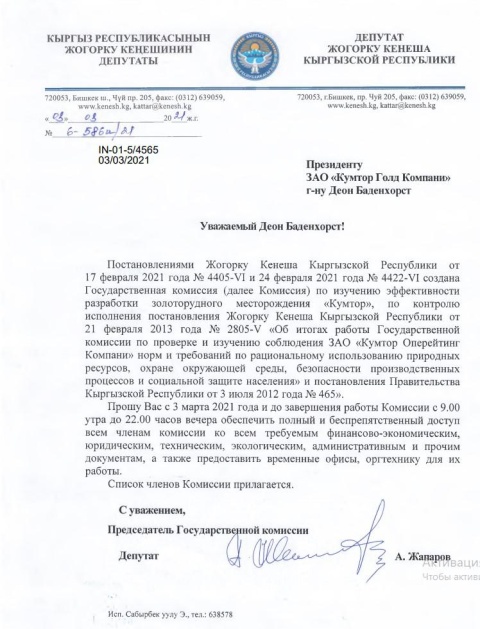 КЫРГЫЗ РЕСПУБЛИКАСЫНЫН
ЖОГОРКУ КЕҢЕШИНИН
ДЕПУТАТЫ
ДЕПУТАТ
ЖОГОРКУ КЕНЕША
КЫРГЫЗСКОЙ РЕСПУБЛИКИ
720053, Бишкек ш., Чүй пр. 205, факс: (0312) 639059,
www.kenesh.kg, kattar@kenesh.kg
720053, г.Бишкек, пр. Чуй 205, факс: (0312) 639059,
www.kenesh.kg, kattar@kenesh.kg
«03» 03 2021 ж.г.
№ 6-586а/21
IN-01-5/4565
03/03/2021
Президенту
ЗАО «Кумтор Голд Компани»
г-ну Деон Баденхорст
Уважаемый Деон Баденхорст!
Постановлениями Жогорку Кенеша Кыргызской Республики от
17 февраля 2021 года № 4405-VI и 24 февраля 2021 года № 4422-VI создана
Государственная комиссия (далее Комиссия) по изучению эффективности
разработки золоторудного месторождения «Кумтор», по контролю
исполнения постановления Жогорку Кенеша Кыргызской Республики от
21 февраля 2013 года № 2805-V «Об итогах работы Государственной
комиссии по проверке и изучению соблюдения ЗАО «Кумтор Оперейтинг
Компани» норм и требований по рациональному использованию природных
ресурсов, охране окружающей среды, безопасности производственных
процессов и социальной защите населения» и постановления Правительства
Кыргызской Республики от 3 июля 2012 года № 465».
Прошу Вас с 3 марта 2021 года и до завершения работы Комиссии с 9.00
утра до 22.00 часов вечера обеспечить полный и беспрепятственный доступ
всем членам комиссии ко всем требуемым финансово-экономическим,
юридическим, техническим, экологическим, административным и прочим
документам, а также предоставить временные офисы, оргтехнику для их
работы.
Список членов Комиссии прилагается.
С уважением,
Председатель Государственной комиссии
Депутат
А. Жапаров
Активаци
Чтобы актив
Исп. Сабырбек уулу Э., тел.: 638578